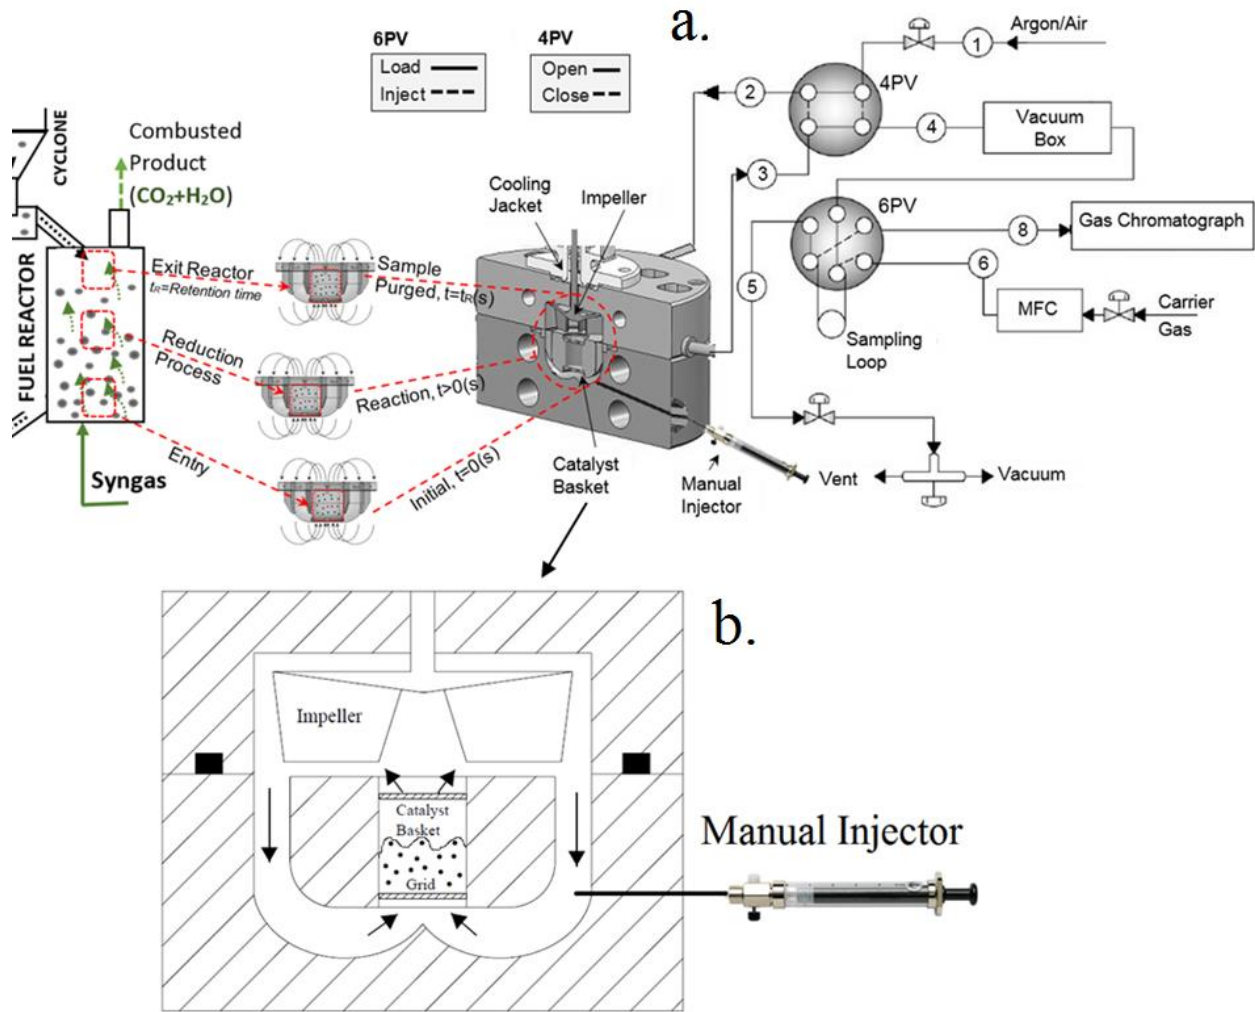 a.
6PV
Load
Inject
4PV
Open
Close
1
Argon/Air
2
4PV
4
Vacuum
Box
3
6PV
8
Gas Chromatograph
5
6
MFC
Carrier
Gas
Sampling
Loop
Vent
Vacuum
CYCLONE
Combusted
Product
(CO₂+H₂O)
FUEL REACTOR
Syngas
Exit Reactor
tR=Retention time
Reduction
Process
Entry
Sample
Purged, t=tR(s)
Reaction, t>0(s)
Initial, t=0(s)
Cooling
Jacket
Impeller
Catalyst
Basket
Manual
Injector
b.
Impeller
Catalyst
Basket
Grid
Manual Injector